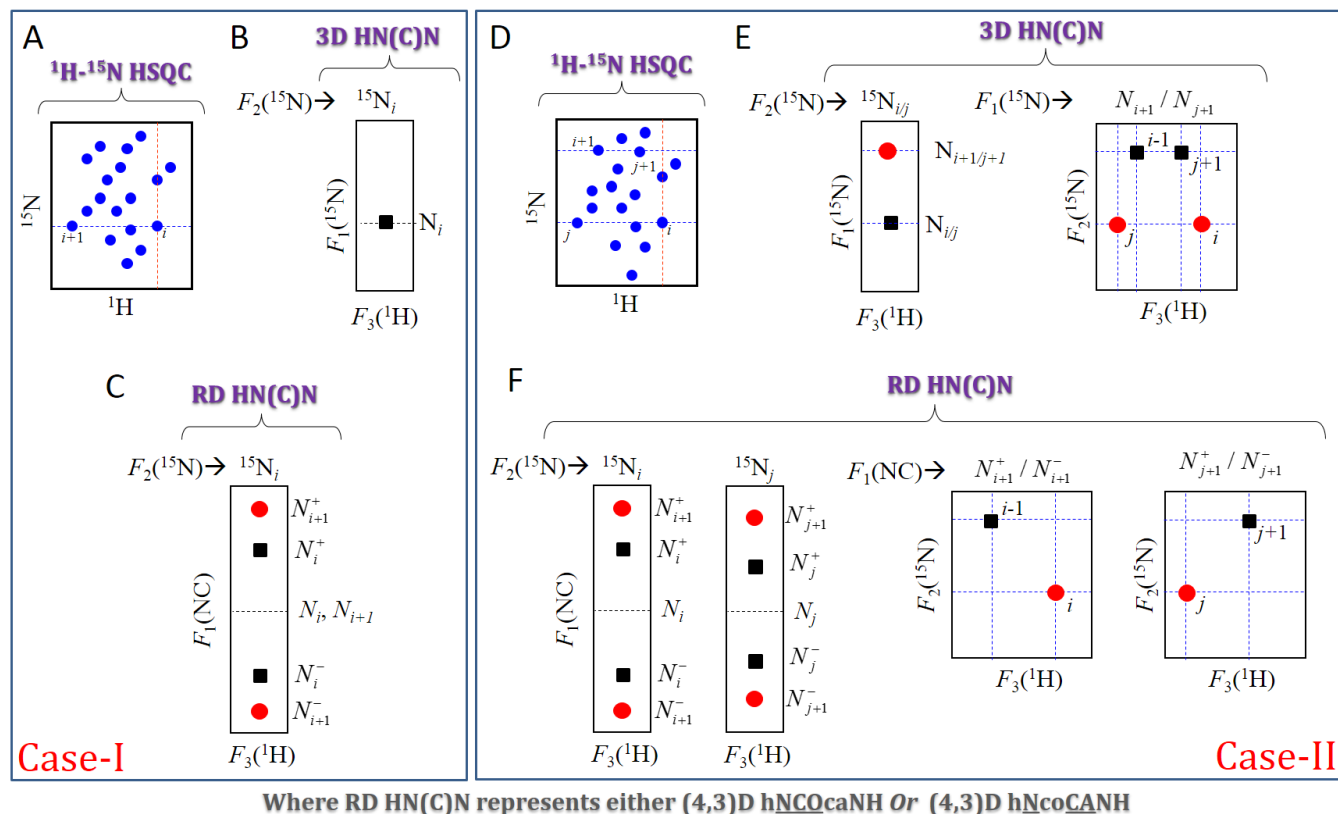 A
¹H-¹⁵N HSQC
¹⁵N
i+1
i
¹H
B
3D HN(C)N
F₂(¹⁵N)→ ¹⁵Nᵢ
F₁(¹⁵N)
Nᵢ
F₃(¹H)
C
RD HN(C)N
F₂(¹⁵N)→ ¹⁵Nᵢ
F₁(NC)
N⁺ᵢ₊₁
N⁺ᵢ
Nᵢ, Nᵢ₊₁
N⁻ᵢ
N⁻ᵢ₊₁
F₃(¹H)
Case-I
D
¹H-¹⁵N HSQC
¹⁵N
i+1
j+1
j
i
¹H
E
3D HN(C)N
F₂(¹⁵N)→ ¹⁵Nᵢ/ⱼ
F₁(¹⁵N)
Nᵢ₊₁/ⱼ₊₁
Nᵢ/ⱼ
F₃(¹H)
F₁(¹⁵N)→ Nᵢ₊₁ / Nⱼ₊₁
F₂(¹⁵N)
i-1
j+1
j
i
F₃(¹H)
F
RD HN(C)N
F₂(¹⁵N)→ ¹⁵Nᵢ
F₁(NC)
N⁺ᵢ₊₁
N⁺ᵢ
Nᵢ
N⁻ᵢ
N⁻ᵢ₊₁
F₃(¹H)
¹⁵Nⱼ
N⁺ⱼ₊₁
N⁺ⱼ
Nⱼ
N⁻ⱼ
N⁻ⱼ₊₁
F₃(¹H)
F₁(NC)→ N⁺ᵢ₊₁ / N⁻ᵢ₊₁
F₂(¹⁵N)
i-1
i
F₃(¹H)
N⁺ⱼ₊₁ / N⁻ⱼ₊₁
F₂(¹⁵N)
j+1
j
F₃(¹H)
Case-II
Where RD HN(C)N represents either (4,3)D hNCOcaNH Or (4,3)D hNcoCANH